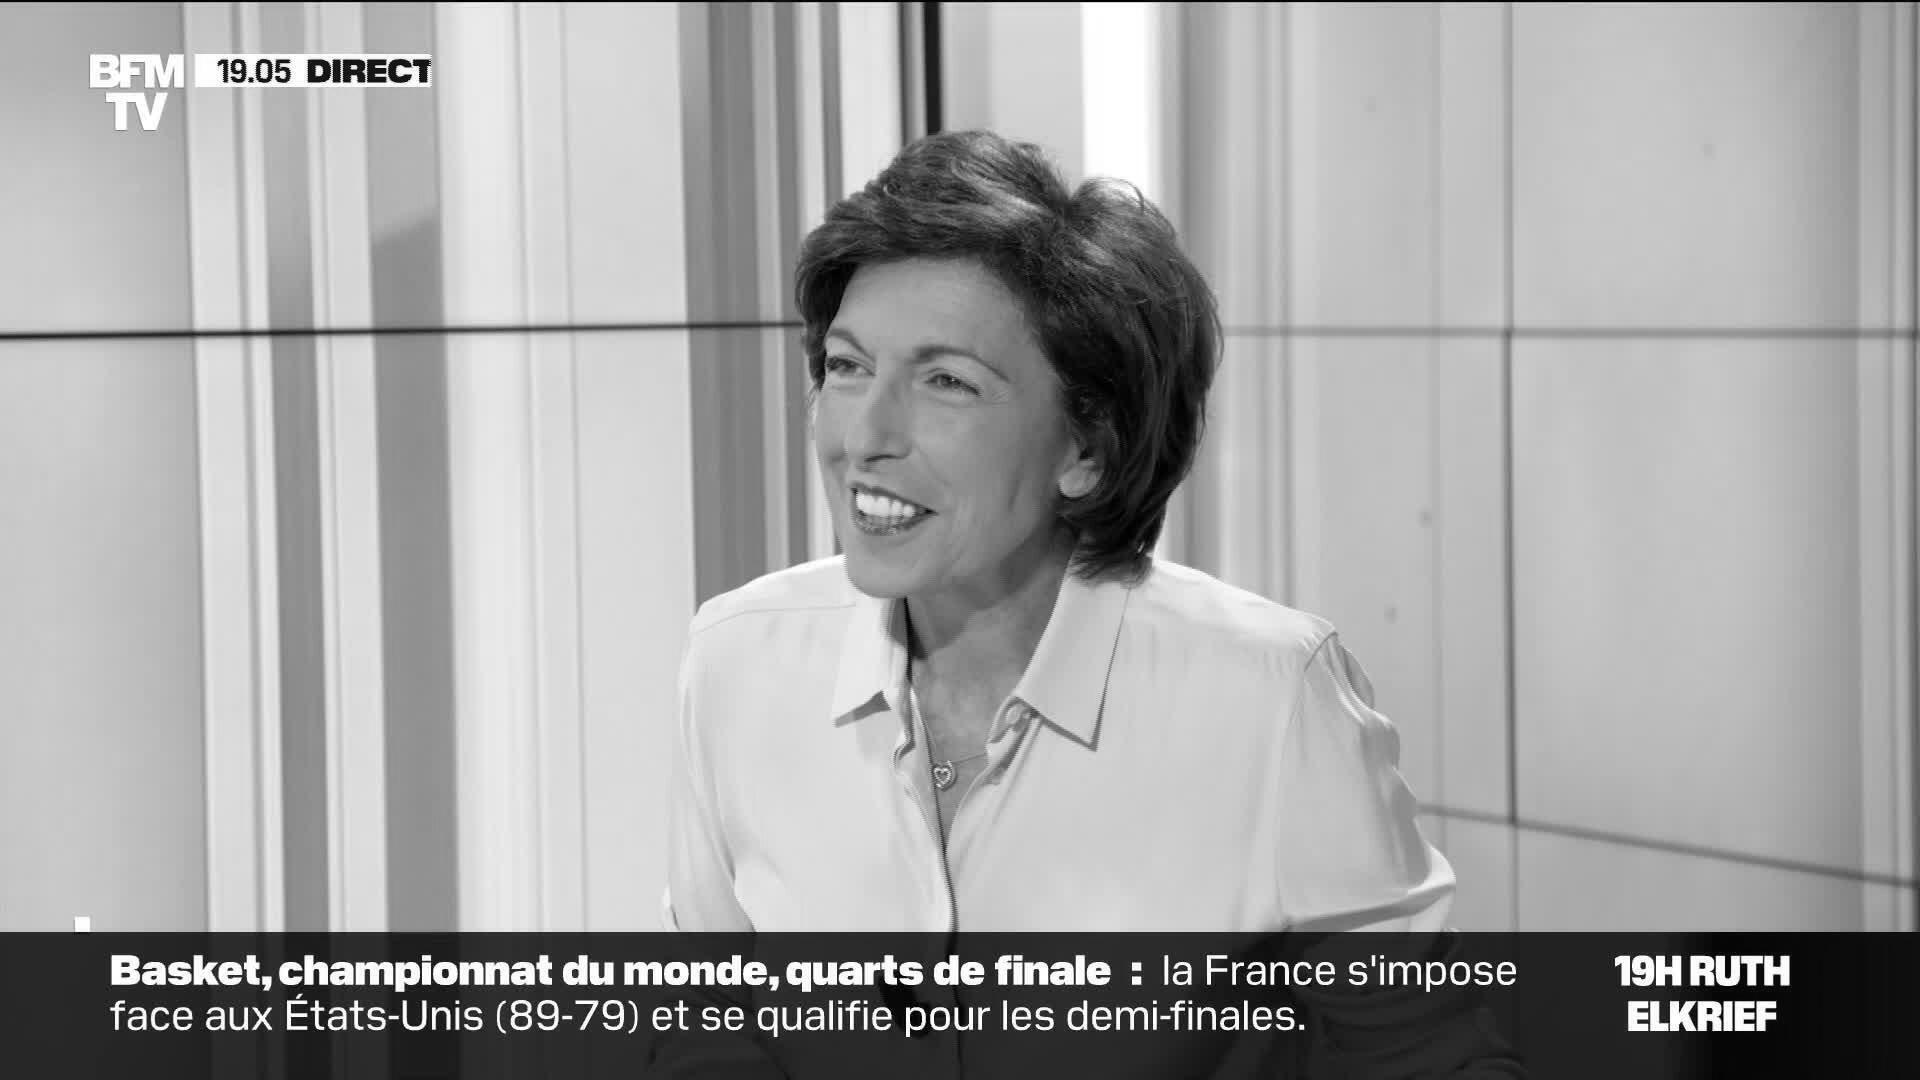 BFM
TV
19.05 DIRECT
Basket, championnat du monde, quarts de finale : la France s'impose
face aux États-Unis (89-79) et se qualifie pour les demi-finales.
19H RUTH
ELKRIEF